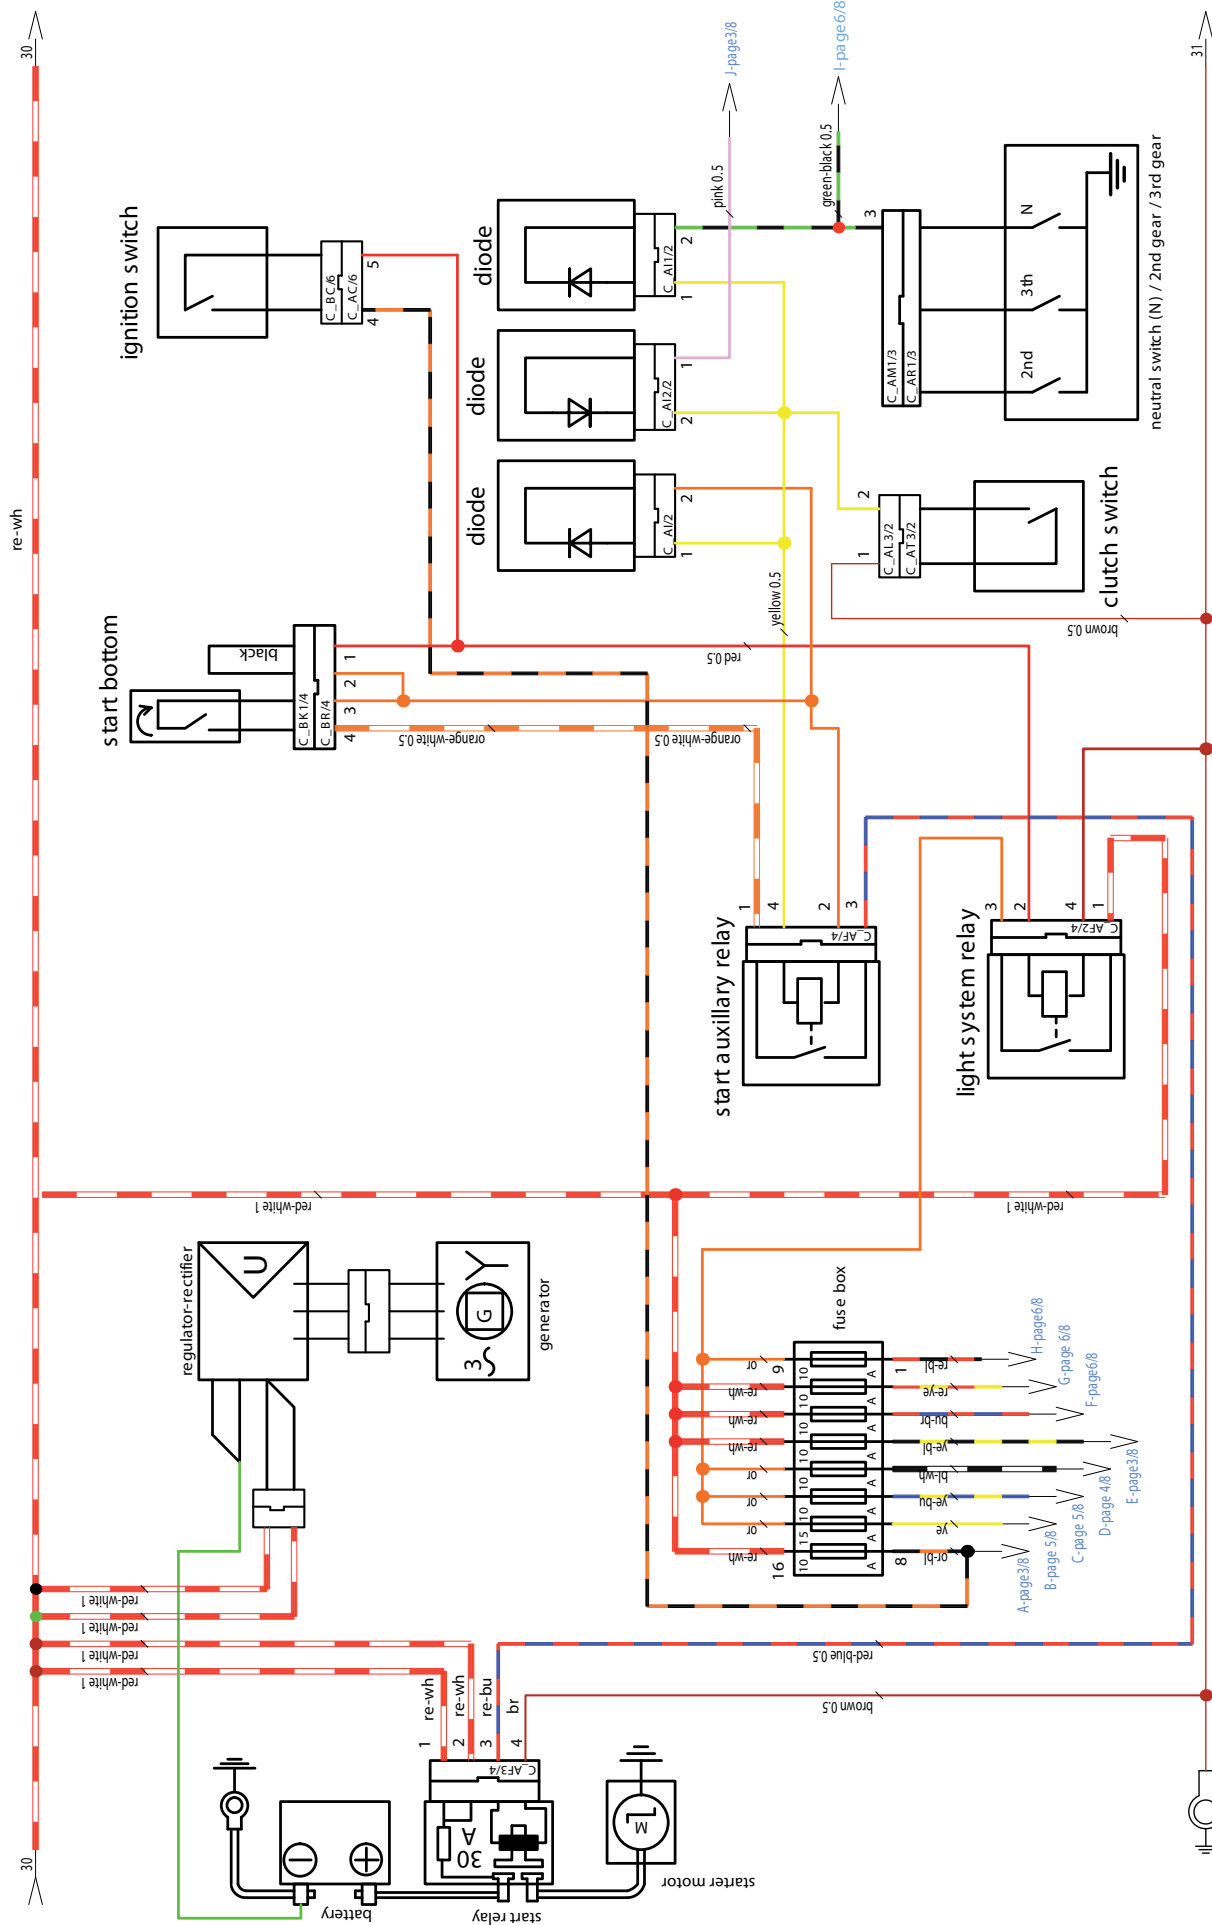 30
re-wh
30
31
ignition switch
C_BC/6
C_AC/6
4
5
start bottom
black
C_BK1/4
C_BR/4
4
3
2
1
orange-white 0.5
orange-white 0.5
red 0.5
diode
C_AI/2
1
2
diode
C_AI2/2
2
1
diode
C_AI1/2
1
2
J-page3/8
I-page6/8
pink 0.5
green-black 0.5
yellow 0.5
3
C_AM1/3
C_AR1/3
2nd
3th
N
neutral switch (N) / 2nd gear / 3rd gear
1
2
C_AL3/2
C_AT3/2
clutch switch
brown 0.5
start auxillary relay
1
4
2
3
C_AF/4
light system relay
3
2
4
1
C_AF2/4
red-white 1
red-white 1
regulator-rectifier
U
generator
G
3
fuse box
or
re-wh
re-wh
re-wh
or
or
or
re-wh
9
16
10
10
10
10
10
10
15
10
A
A
A
A
A
A
A
A
1
8
re-bl
re-ye
bu-br
ye-bl
bl-wh
ye-bu
ye
or-bl
H-page6/8
G-page 6/8
F-page6/8
E-page3/8
D-page 4/8
C-page 5/8
B-page 5/8
A-page3/8
red-white 1
red-white 1
red-white 1
red-white 1
re-wh
re-wh
re-bu
br
1
2
3
4
C_AF3/4
red-blue 0.5
brown 0.5
30
A
M
battery
start relay
starter motor